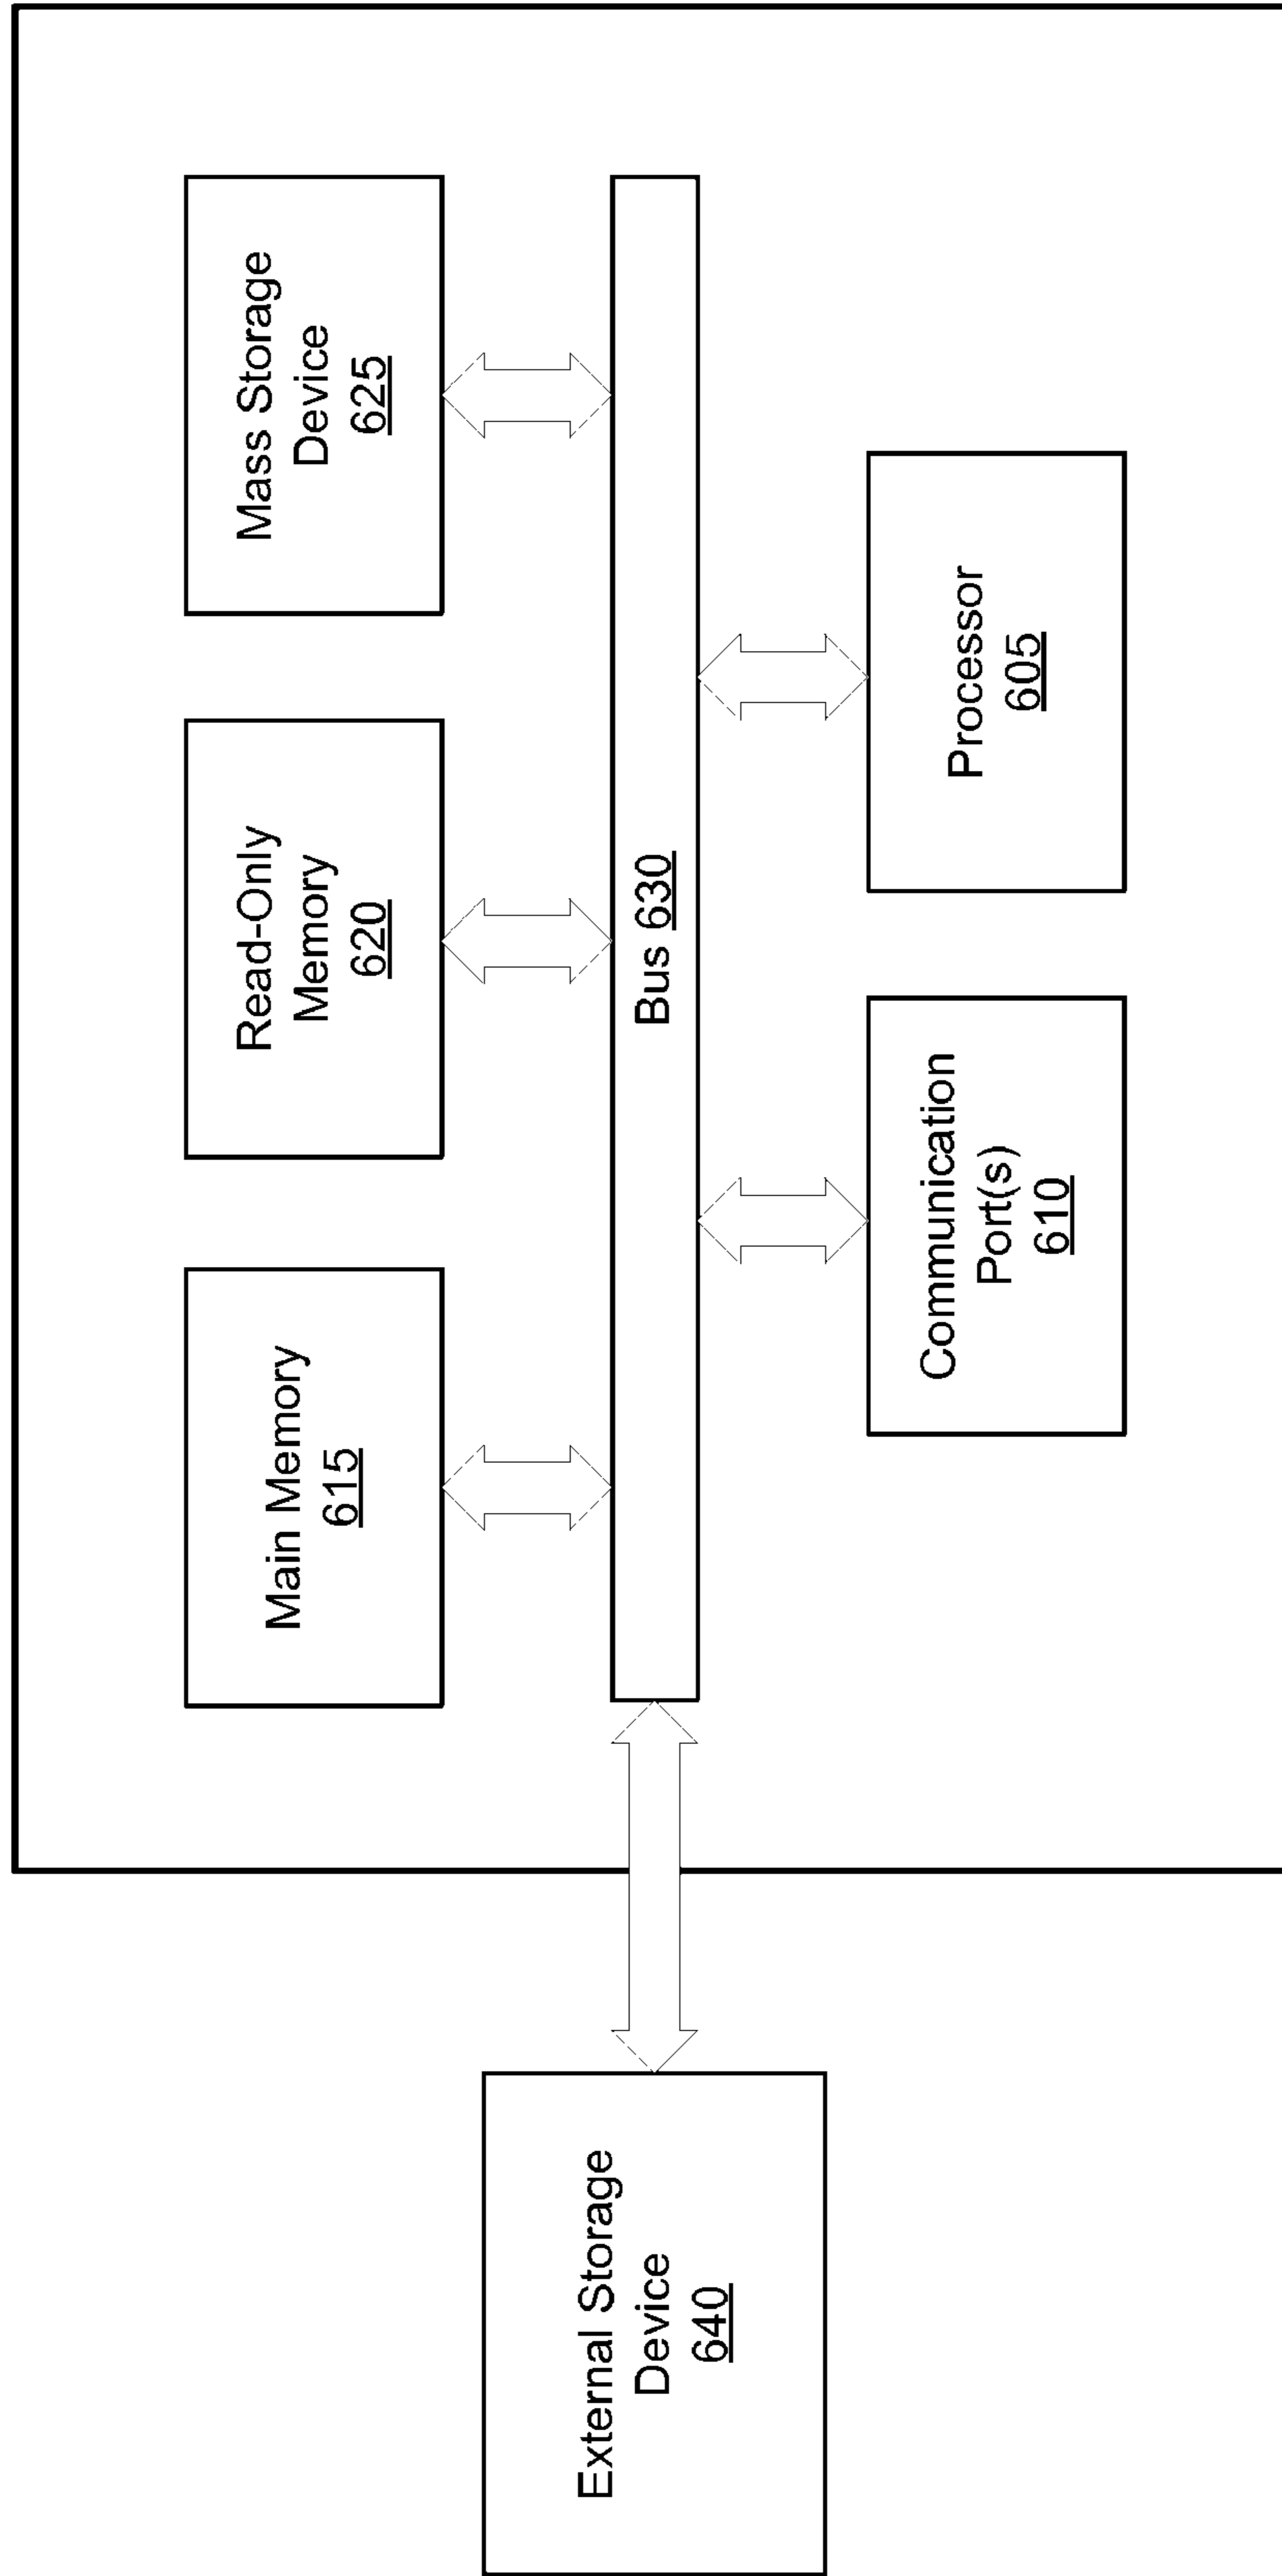 Main Memory
615
Read-Only
Memory
620
Mass Storage
Device
625
External Storage
Device
640
Bus 630
Communication
Port(s)
610
Processor
605